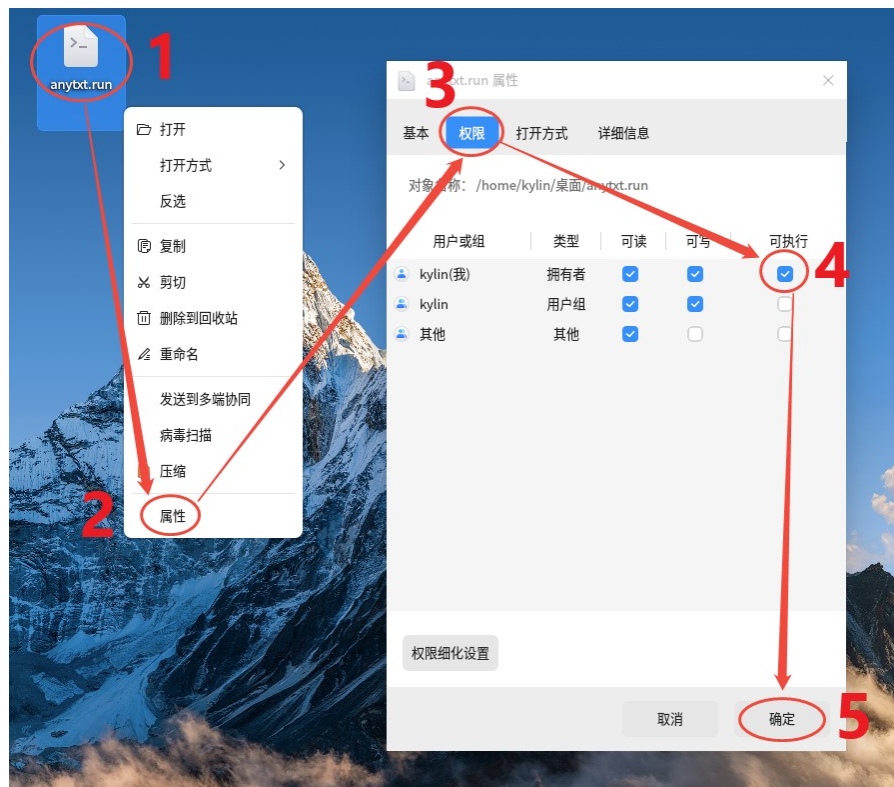 1
anytxt.run
打开
打开方式
反选
复制
剪切
删除到回收站
重命名
发送到多端协同
病毒扫描
压缩
2
属性
3
anytxt.run 属性
基本 权限 打开方式 详细信息
对象名称： /home/kylin/桌面/anytxt.run
用户或组 类型 可读 可写 可执行
4
kylin(我) 拥有者
kylin 用户组
其他 其他
权限细化设置
取消 确定
5